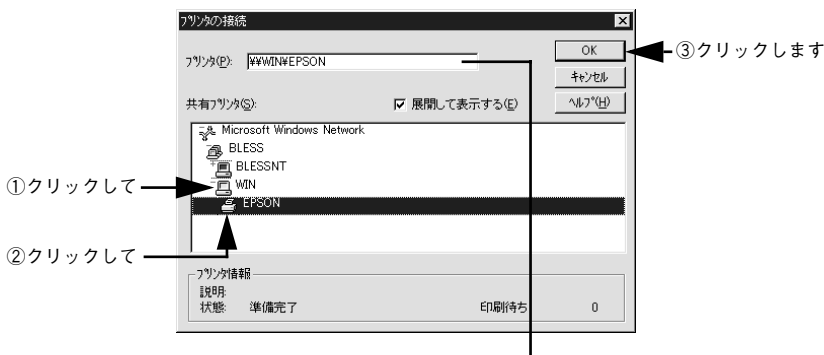 プリンタの接続
プリンタ(P): ¥¥WIN¥EPSON
OK
③クリックします
キャンセル
共有プリンタ(S):
展開して表示する(E)
ヘルプ(H)
Microsoft Windows Network
BLESS
BLESSNT
①クリックして
WIN
EPSON
②クリックして
プリンタ情報
説明:
状態: 準備完了 印刷待ち 0